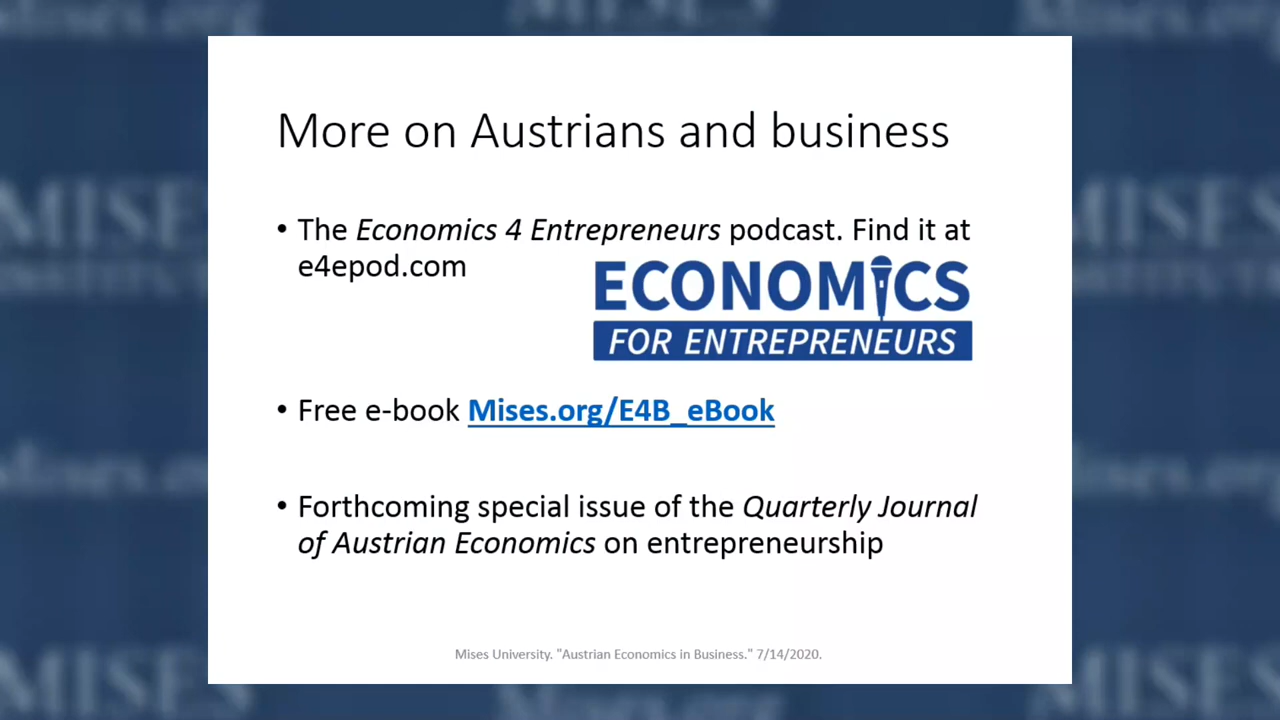 More on Austrians and business
• The Economics 4 Entrepreneurs podcast. Find it at
e4epod.com
ECONOMICS
FOR ENTREPRENEURS
• Free e-book Mises.org/E4B_eBook
• Forthcoming special issue of the Quarterly Journal
of Austrian Economics on entrepreneurship
Mises University. "Austrian Economics in Business." 7/14/2020.